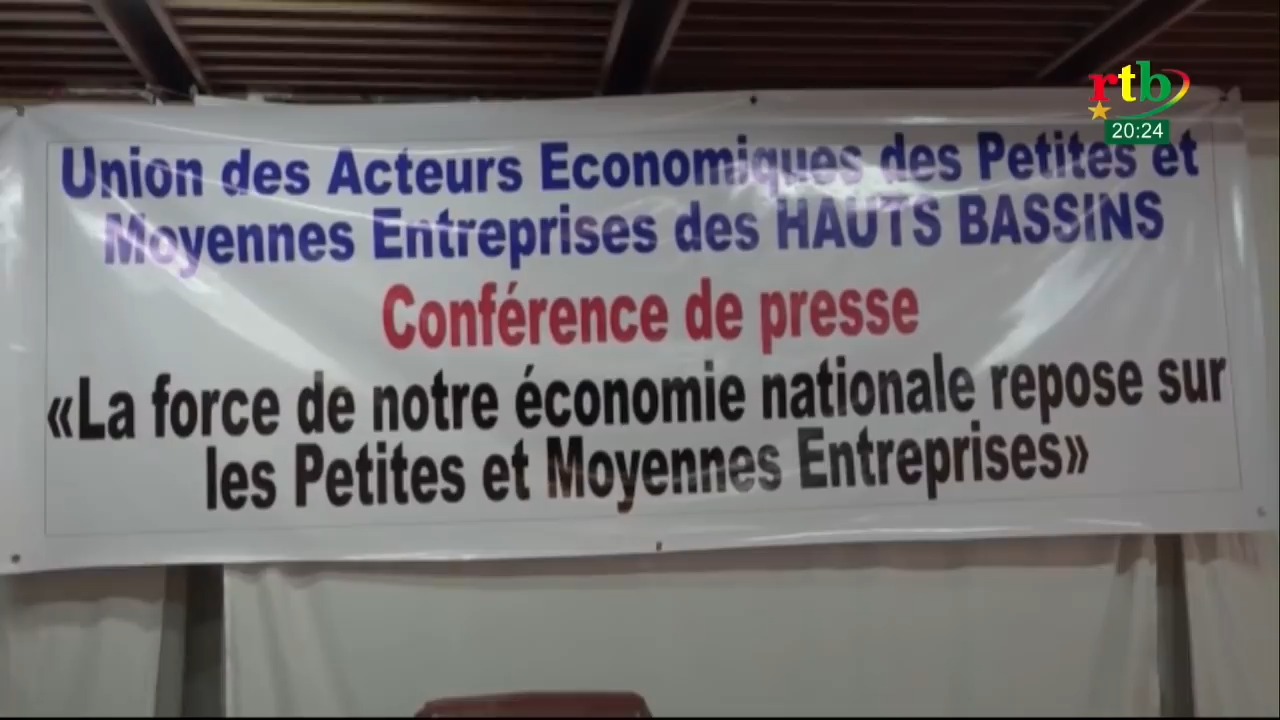 rtb
20:24
Union des Acteurs Economiques des Petites et
Moyennes Entreprises des HAUTS BASSINS
Conférence de presse
«La force de notre économie nationale repose sur
les Petites et Moyennes Entreprises»